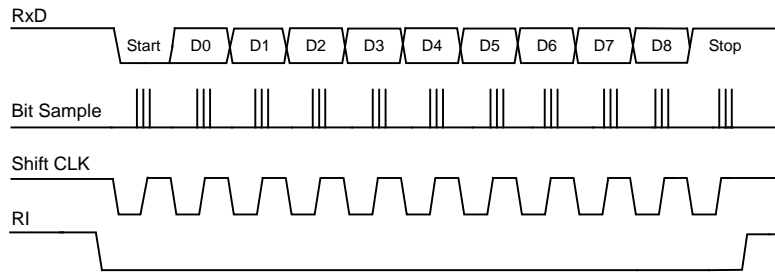 RxD
Start D0 D1 D2 D3 D4 D5 D6 D7 D8 Stop
Bit Sample
Shift CLK
RI